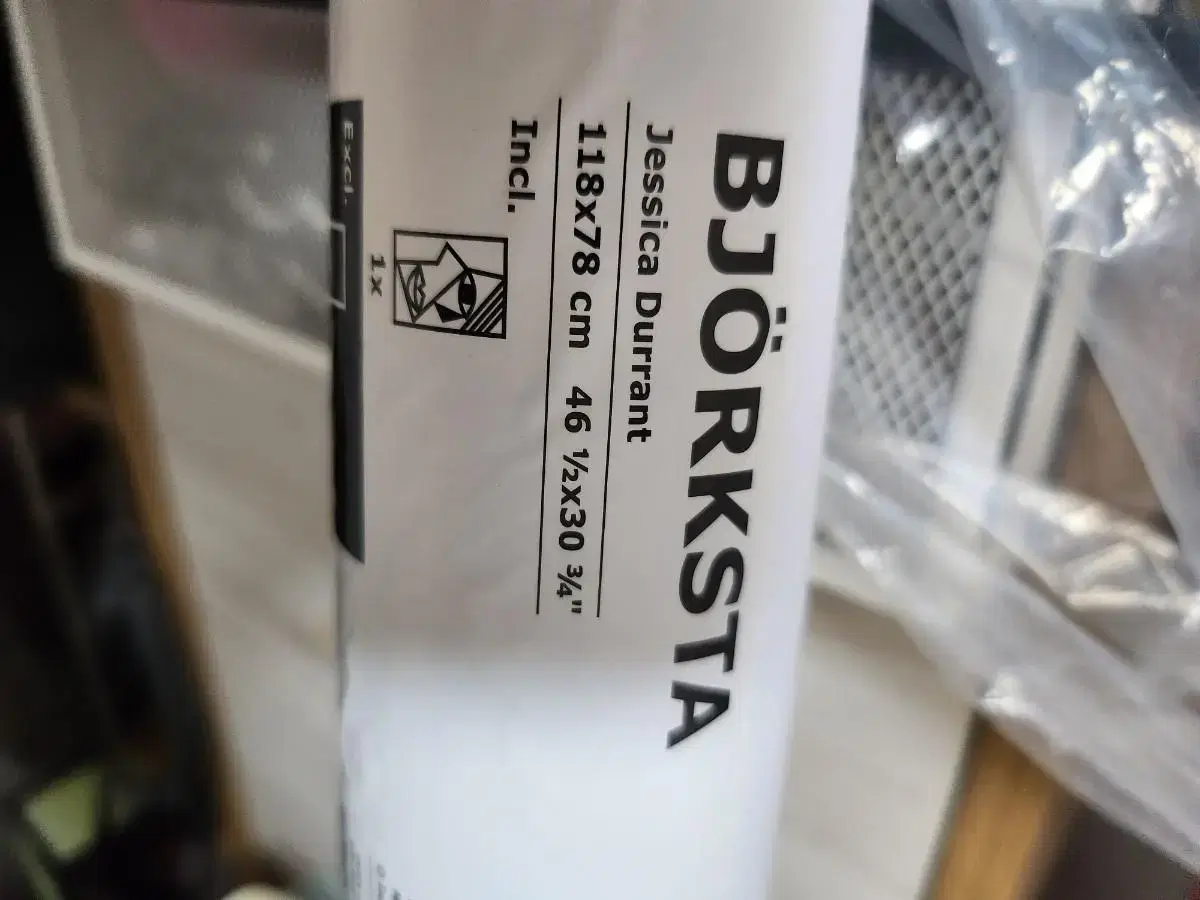 BJÖRKSTA
Jessica Durrant
118x78 cm 46 ½x30 ¾"
Incl.
1x
Excl.